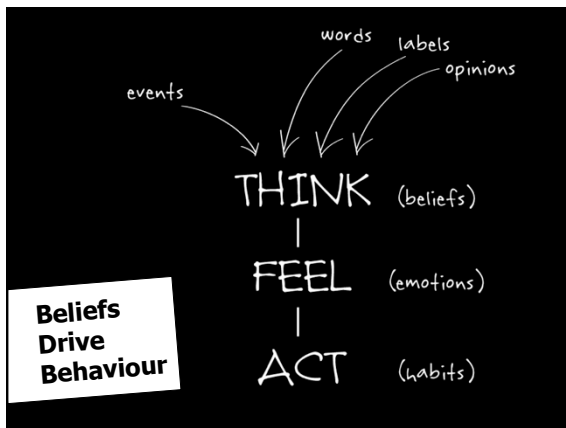 words
labels
opinions
events
THINK (beliefs)
FEEL (emotions)
ACT (habits)
Beliefs
Drive
Behaviour